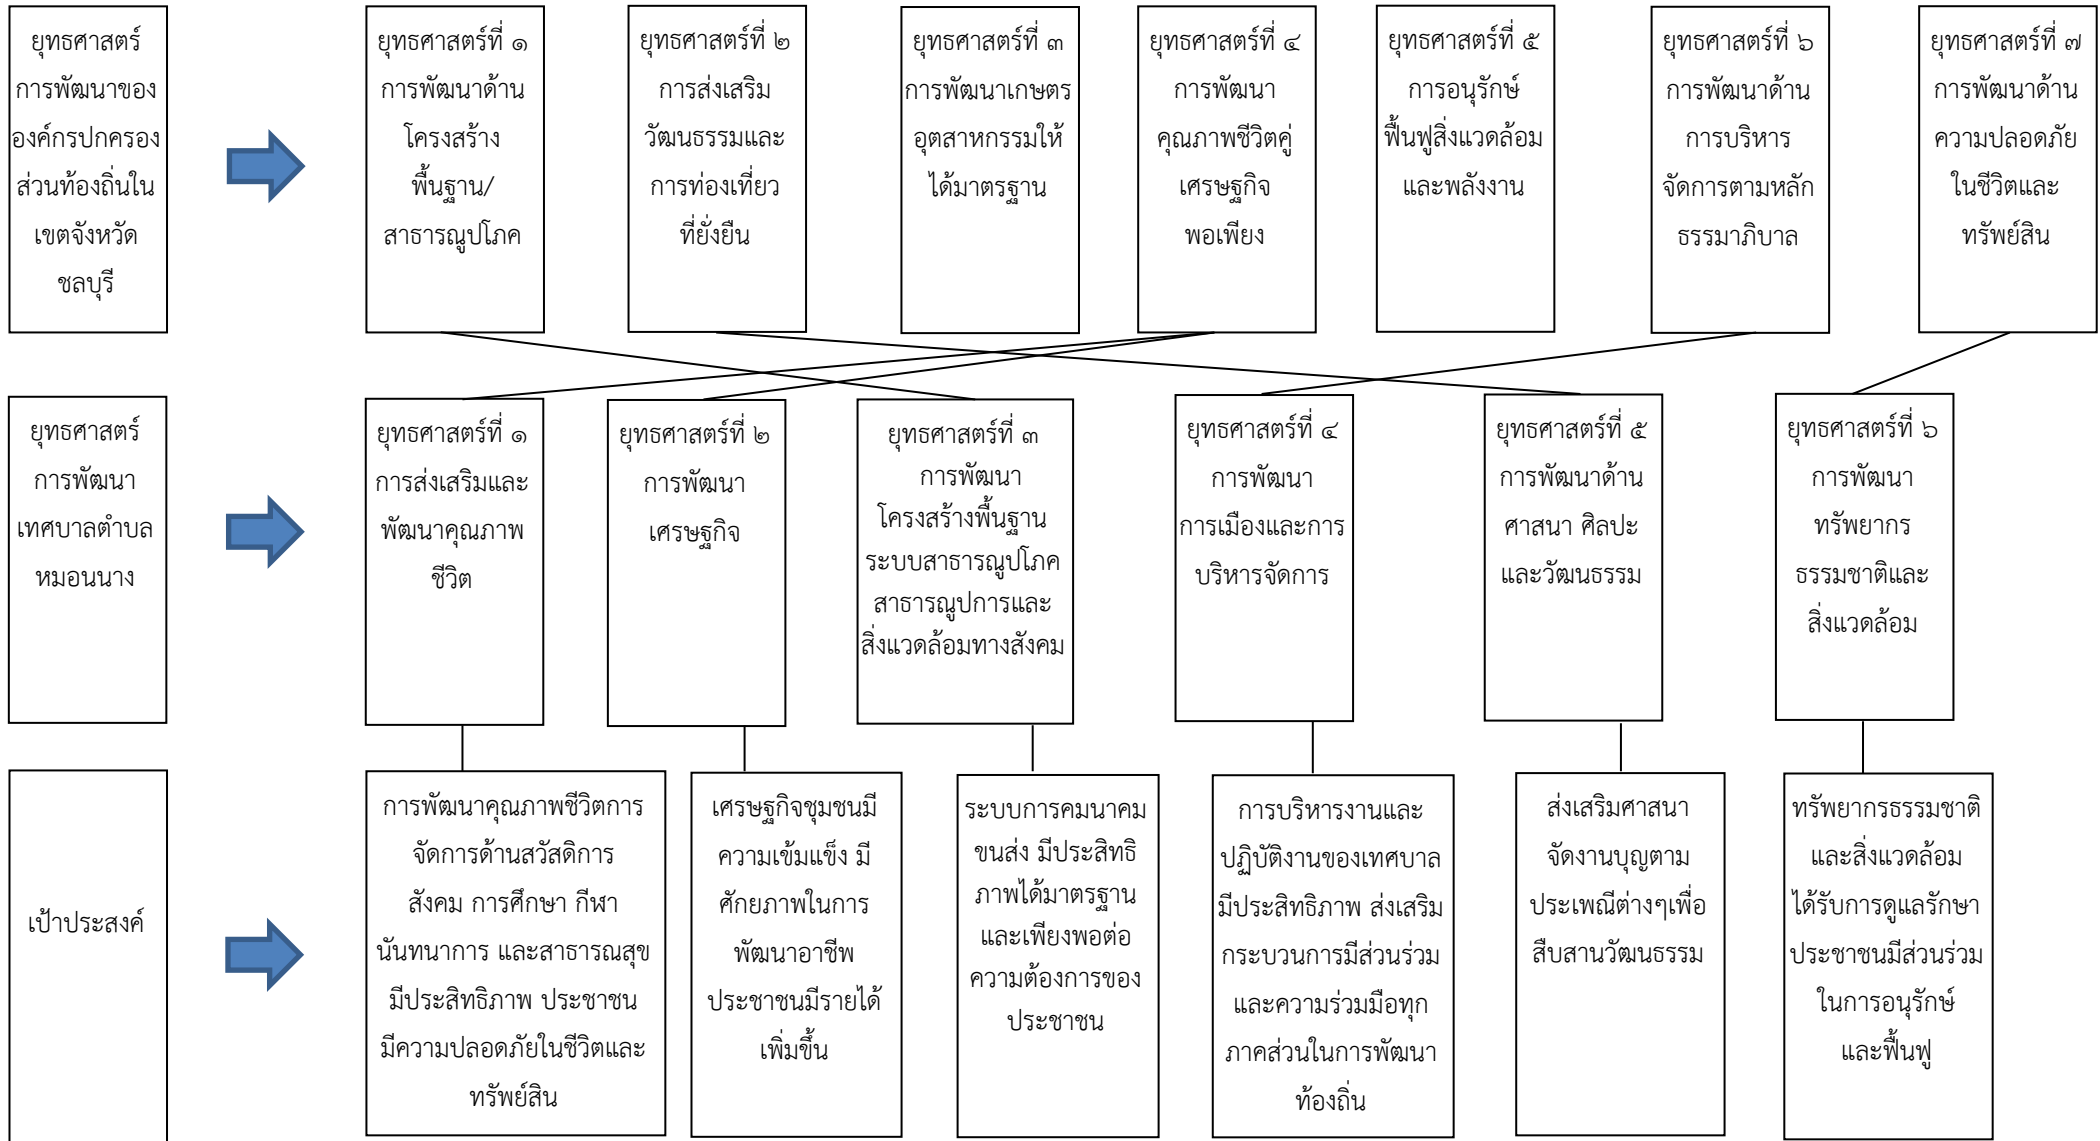 ยุทธศาสตร์
การพัฒนาของ
องค์กรปกครอง
ส่วนท้องถิ่นใน
เขตจังหวัด
ชลบุรี
ยุทธศาสตร์ที่ ๑
การพัฒนาด้าน
โครงสร้าง
พื้นฐาน/
สาธารณูปโภค
ยุทธศาสตร์ที่ ๒
การส่งเสริม
วัฒนธรรมและ
การท่องเที่ยว
ที่ยั่งยืน
ยุทธศาสตร์ที่ ๓
การพัฒนาเกษตร
อุตสาหกรรมให้
ได้มาตรฐาน
ยุทธศาสตร์ที่ ๔
การพัฒนา
คุณภาพชีวิตคู่
เศรษฐกิจ
พอเพียง
ยุทธศาสตร์ที่ ๕
การอนุรักษ์
ฟื้นฟูสิ่งแวดล้อม
และพลังงาน
ยุทธศาสตร์ที่ ๖
การพัฒนาด้าน
การบริหาร
จัดการตามหลัก
ธรรมาภิบาล
ยุทธศาสตร์ที่ ๗
การพัฒนาด้าน
ความปลอดภัย
ในชีวิตและ
ทรัพย์สิน
ยุทธศาสตร์
การพัฒนา
เทศบาลตำบล
หมอนนาง
ยุทธศาสตร์ที่ ๑
การส่งเสริมและ
พัฒนาคุณภาพ
ชีวิต
ยุทธศาสตร์ที่ ๒
การพัฒนา
เศรษฐกิจ
ยุทธศาสตร์ที่ ๓
การพัฒนา
โครงสร้างพื้นฐาน
ระบบสาธารณูปโภค
สาธารณูปการและ
สิ่งแวดล้อมทางสังคม
ยุทธศาสตร์ที่ ๔
การพัฒนา
การเมืองและการ
บริหารจัดการ
ยุทธศาสตร์ที่ ๕
การพัฒนาด้าน
ศาสนา ศิลปะ
และวัฒนธรรม
ยุทธศาสตร์ที่ ๖
การพัฒนา
ทรัพยากร
ธรรมชาติและ
สิ่งแวดล้อม
เป้าประสงค์
การพัฒนาคุณภาพชีวิตการ
จัดการด้านสวัสดิการ
สังคม การศึกษา กีฬา
นันทนาการ และสาธารณสุข
มีประสิทธิภาพ ประชาชน
มีความปลอดภัยในชีวิตและ
ทรัพย์สิน
เศรษฐกิจชุมชนมี
ความเข้มแข็ง มี
ศักยภาพในการ
พัฒนาอาชีพ
ประชาชนมีรายได้
เพิ่มขึ้น
ระบบการคมนาคม
ขนส่ง มีประสิทธิ
ภาพได้มาตรฐาน
และเพียงพอต่อ
ความต้องการของ
ประชาชน
การบริหารงานและ
ปฏิบัติงานของเทศบาล
มีประสิทธิภาพ ส่งเสริม
กระบวนการมีส่วนร่วม
และความร่วมมือทุก
ภาคส่วนในการพัฒนา
ท้องถิ่น
ส่งเสริมศาสนา
จัดงานบุญตาม
ประเพณีต่างๆเพื่อ
สืบสานวัฒนธรรม
ทรัพยากรธรรมชาติ
และสิ่งแวดล้อม
ได้รับการดูแลรักษา
ประชาชนมีส่วนร่วม
ในการอนุรักษ์
และฟื้นฟู